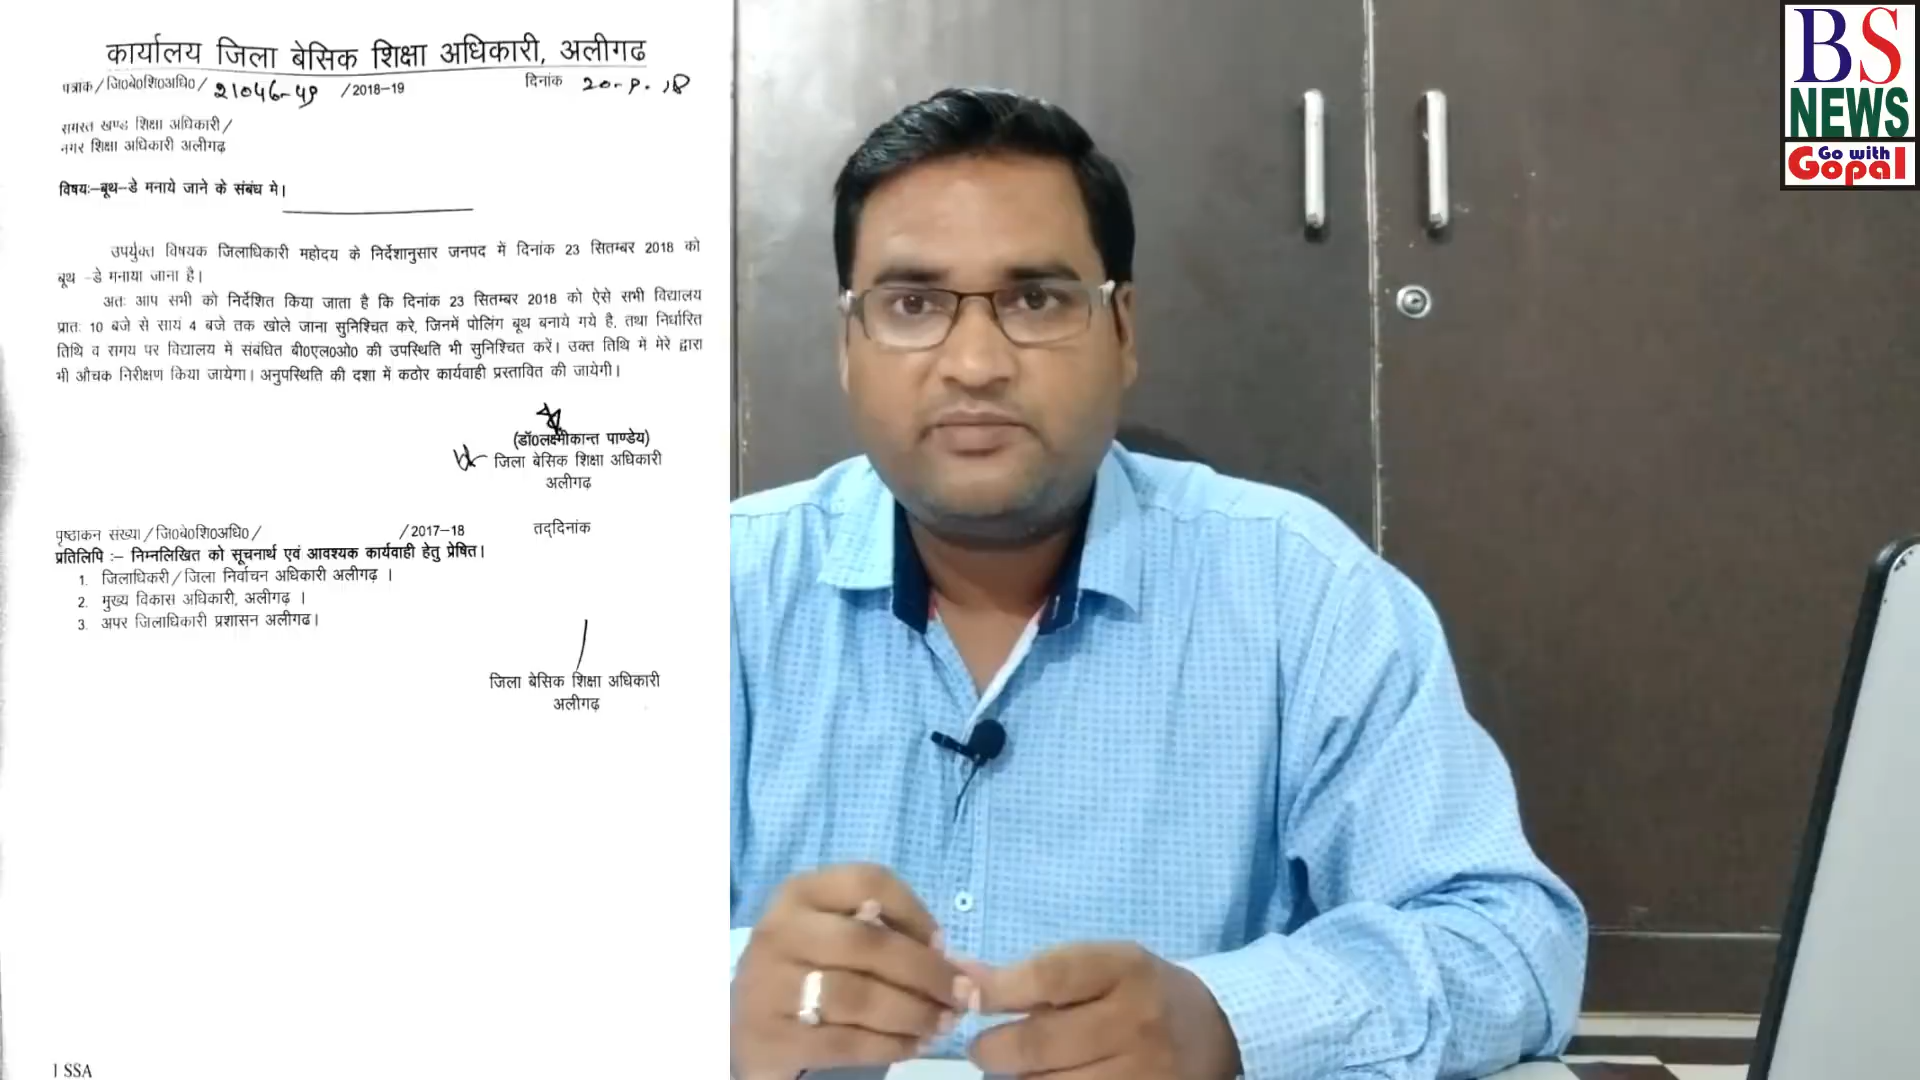 कार्यालय जिला बेसिक शिक्षा अधिकारी, अलीगढ
पत्रांक/जि0बे0शि0अधि0/ 21046-49 /2018-19 दिनांक 20-9-18
समस्त खण्ड शिक्षा अधिकारी/
नगर शिक्षा अधिकारी अलीगढ़
विषयः-बूथ-डे मनाये जाने के संबंध मे।
उपर्युक्त विषयक जिलाधिकारी महोदय के निर्देशानुसार जनपद में दिनांक 23 सितम्बर 2018 को
बूथ -डे मनाया जाना है।
अतः आप सभी को निर्देशित किया जाता है कि दिनांक 23 सितम्बर 2018 को ऐसे सभी विद्यालय
प्रातः 10 बजे से सायं 4 बजे तक खोले जाना सुनिश्चित करे, जिनमें पोलिंग बूथ बनाये गये है, तथा निर्धारित
तिथि व समय पर विद्यालय में संबंधित बी0एल0ओ0 की उपस्थिति भी सुनिश्चित करें। उक्त तिथि में मेरे द्वारा
भी औचक निरीक्षण किया जायेगा। अनुपस्थिति की दशा में कठोर कार्यवाही प्रस्तावित की जायेगी।
(डॉ0लक्ष्मीकान्त पाण्डेय)
जिला बेसिक शिक्षा अधिकारी
अलीगढ़
पृष्ठाकन संख्या/जि0बे0शि0अधि0/ /2017-18 तद्दिनांक
प्रतिलिपि :- निम्नलिखित को सूचनार्थ एवं आवश्यक कार्यवाही हेतु प्रेषित।
1. जिलाधिकरी/जिला निर्वाचन अधिकारी अलीगढ़ ।
2. मुख्य विकास अधिकारी, अलीगढ़ ।
3. अपर जिलाधिकारी प्रशासन अलीगढ।
जिला बेसिक शिक्षा अधिकारी
अलीगढ़
1 SSA
BS
NEWS
Go with
Gopal